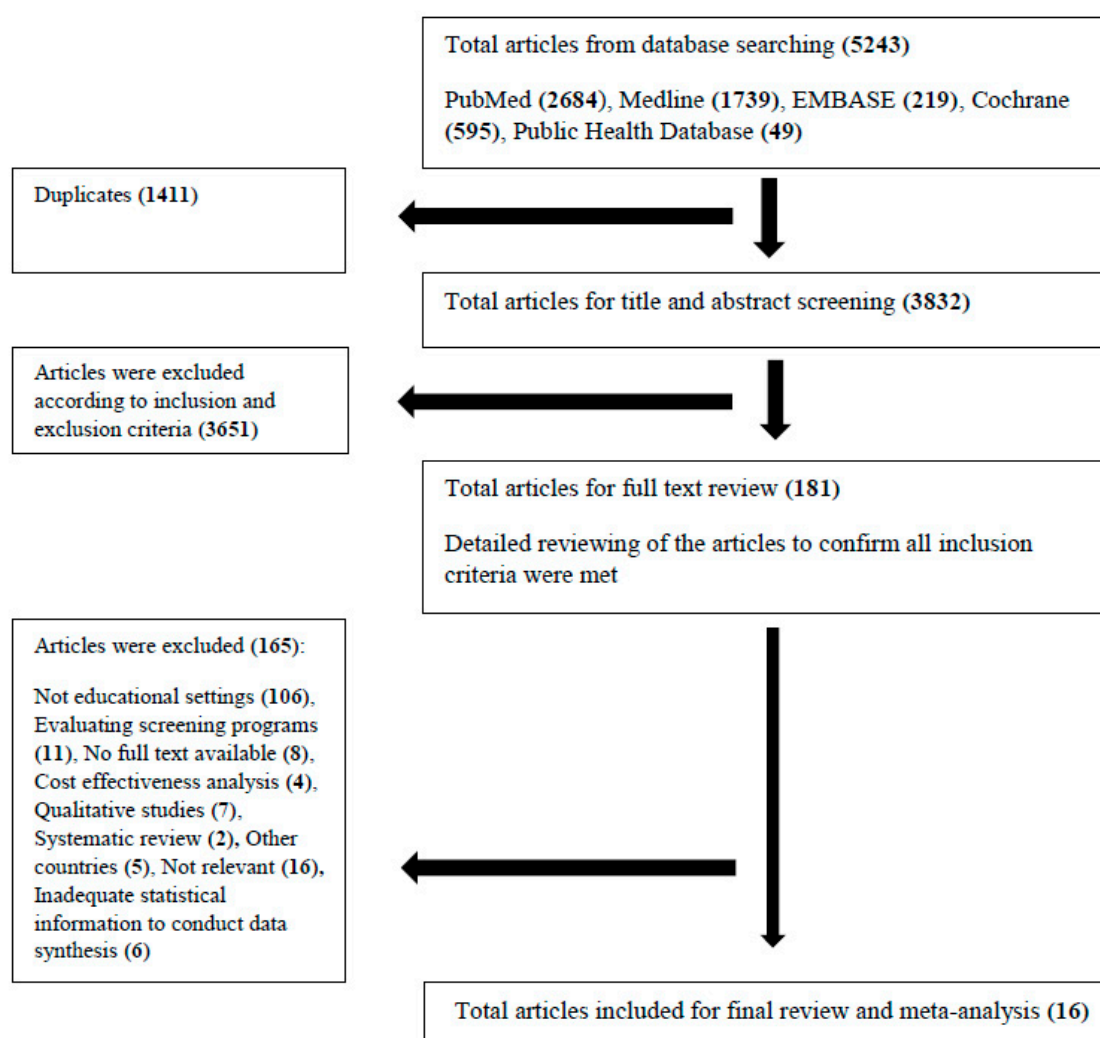 Total articles from database searching (5243)
PubMed (2684), Medline (1739), EMBASE (219), Cochrane
(595), Public Health Database (49)
Duplicates (1411)
Total articles for title and abstract screening (3832)
Articles were excluded
according to inclusion and
exclusion criteria (3651)
Total articles for full text review (181)
Detailed reviewing of the articles to confirm all inclusion
criteria were met
Articles were excluded (165):
Not educational settings (106),
Evaluating screening programs
(11), No full text available (8),
Cost effectiveness analysis (4),
Qualitative studies (7),
Systematic review (2), Other
countries (5), Not relevant (16),
Inadequate statistical
information to conduct data
synthesis (6)
Total articles included for final review and meta-analysis (16)